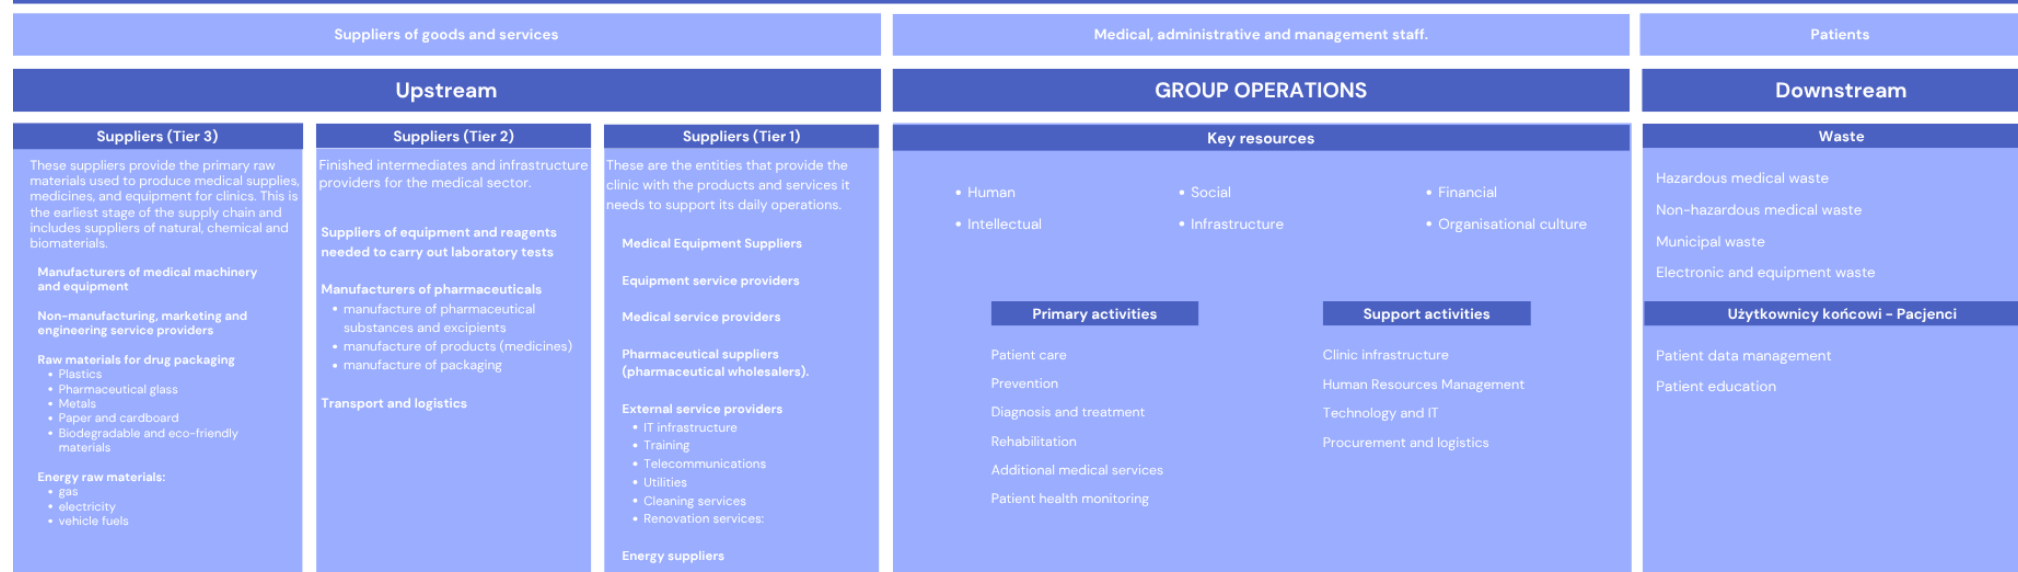 Suppliers of goods and services
Medical, administrative and management staff.
Patients
Upstream
GROUP OPERATIONS
Downstream
Suppliers (Tier 3)
These suppliers provide the primary raw
materials used to produce medical supplies,
medicines, and equipment for clinics. This is
the earliest stage of the supply chain and
includes suppliers of natural, chemical and
biomaterials.
Manufacturers of medical machinery
and equipment
Non-manufacturing, marketing and
engineering service providers
Raw materials for drug packaging
• Plastics
• Pharmaceutical glass
• Metals
• Paper and cardboard
• Biodegradable and eco-friendly
materials
Energy raw materials:
• gas
• electricity
• vehicle fuels
Suppliers (Tier 2)
Finished intermediates and infrastructure
providers for the medical sector.
Suppliers of equipment and reagents
needed to carry out laboratory tests
Manufacturers of pharmaceuticals
• manufacture of pharmaceutical
substances and excipients
• manufacture of products (medicines)
• manufacture of packaging
Transport and logistics
Suppliers (Tier 1)
These are the entities that provide the
clinic with the products and services it
needs to support its daily operations.
Medical Equipment Suppliers
Equipment service providers
Medical service providers
Pharmaceutical suppliers
(pharmaceutical wholesalers).
External service providers
• IT infrastructure
• Training
• Telecommunications
• Utilities
• Cleaning services
• Renovation services:
Energy suppliers
Key resources
• Human
• Social
• Financial
• Intellectual
• Infrastructure
• Organisational culture
Primary activities
Patient care
Prevention
Diagnosis and treatment
Rehabilitation
Additional medical services
Patient health monitoring
Support activities
Clinic infrastructure
Human Resources Management
Technology and IT
Procurement and logistics
Waste
Hazardous medical waste
Non-hazardous medical waste
Municipal waste
Electronic and equipment waste
Użytkownicy końcowi - Pacjenci
Patient data management
Patient education